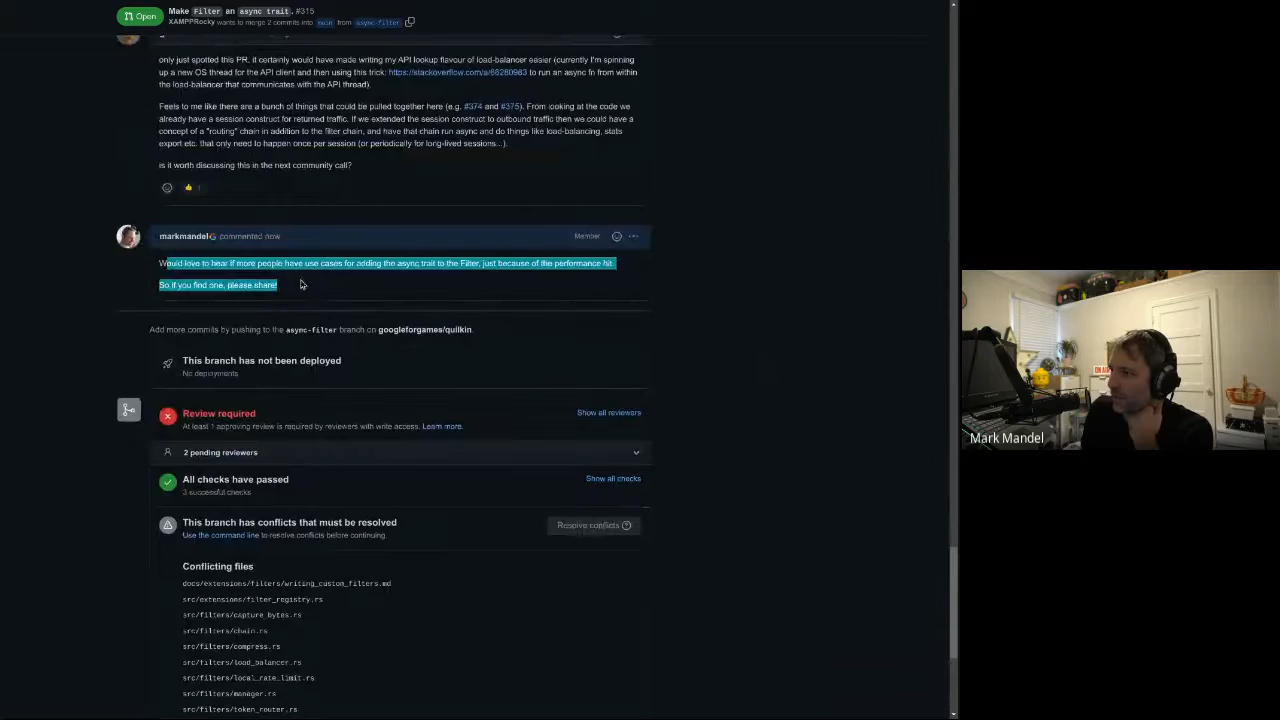 Open
Make Filter an async trait. #315
XAMPPRocky wants to merge 2 commits into main from async-filter
only just spotted this PR. it certainly would have made writing my API lookup flavour of load-balancer easier (currently I'm spinning
up a new OS thread for the API client and then using this trick: https://stackoverflow.com/a/66280983 to run an async fn from within
the load-balancer that communicates with the API thread).
Feels to me like there are a bunch of things that could be pulled together here (e.g. #374 and #375). From looking at the code we
already have a session construct for returned traffic. If we extended the session construct to outbound traffic then we could have a
concept of a "routing" chain in addition to the filter chain, and have that chain run async and do things like load-balancing, stats
export etc. that only need to happen once per session (or periodically for long-lived sessions...).
is it worth discussing this in the next community call?
1
markmandel commented now
Member
Would love to hear if more people have use cases for adding the async trait to the Filter, just because of the performance hit.
So if you find one, please share!
Add more commits by pushing to the async-filter branch on googleforgames/quilkin.
This branch has not been deployed
No deployments
Review required
Show all reviewers
At least 1 approving review is required by reviewers with write access. Learn more.
2 pending reviewers
All checks have passed
Show all checks
3 successful checks
This branch has conflicts that must be resolved
Resolve conflicts
Use the command line to resolve conflicts before continuing.
Conflicting files
docs/extensions/filters/writing_custom_filters.md
src/extensions/filter_registry.rs
src/filters/capture_bytes.rs
src/filters/chain.rs
src/filters/compress.rs
src/filters/load_balancer.rs
src/filters/local_rate_limit.rs
src/filters/manager.rs
src/filters/token_router.rs
ON AIR
Mark Mandel